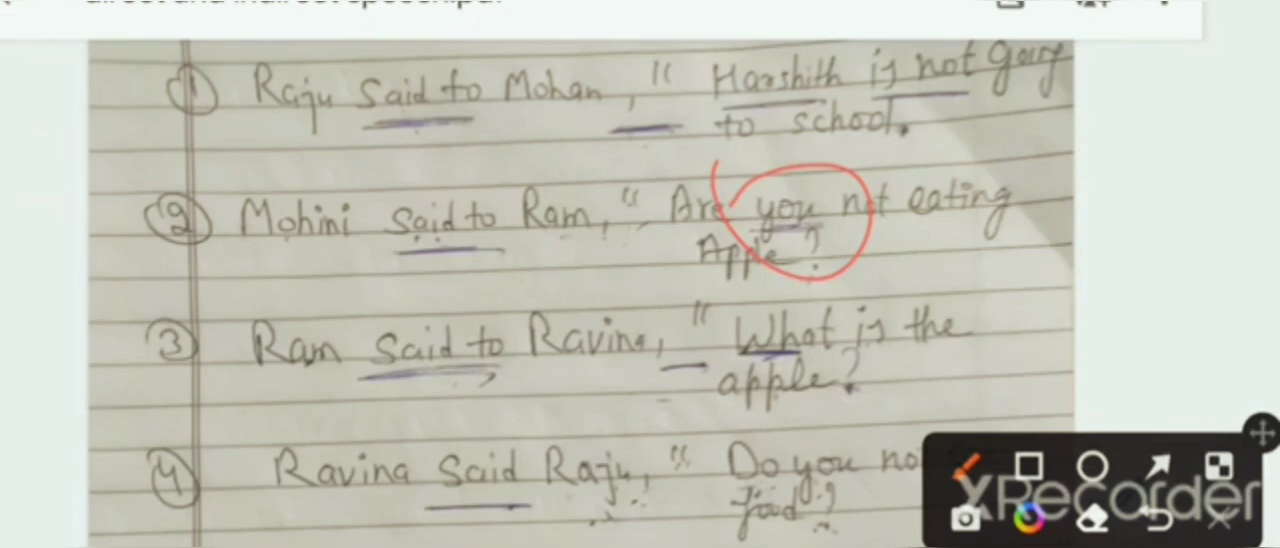 ① Raju said to Mohan, " Harshith is not going
to school.
② Mohini said to Ram, " Are you not eating
Apple?
③ Ram said to Ravina, " What is the
apple?
④ Ravina said Raju, " Do you no
food?
XRecorder